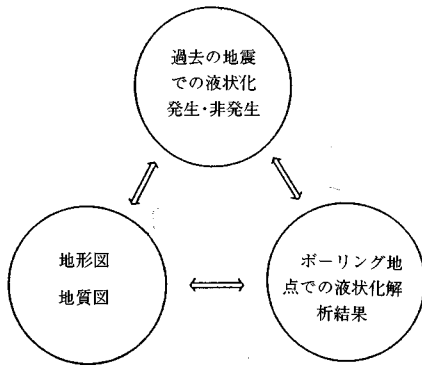 過去の地震
での液状化
発生・非発生
地形図
地質図
ボーリング地
点での液状化解
析結果